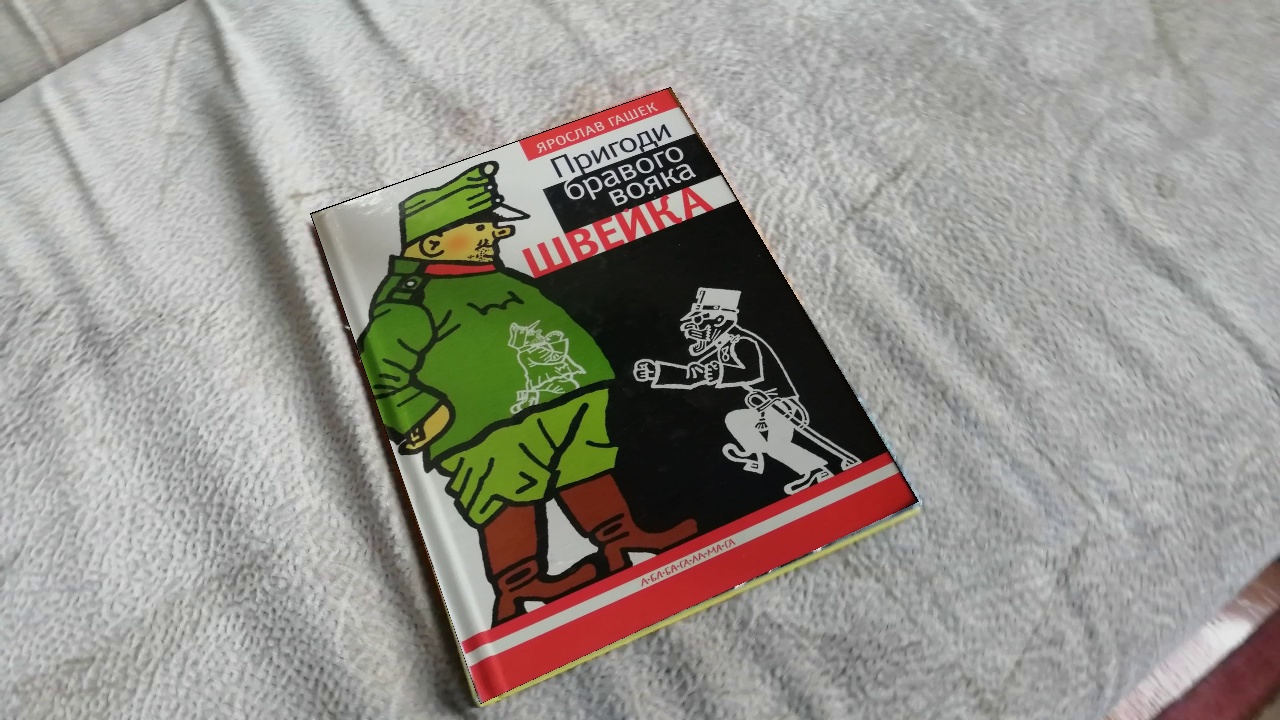 ЯРОСЛАВ ГАШЕК
Пригоди
бравого
вояка
ШВЕЙКА
А-БА-БА-ГА-ЛА-МА-ГА